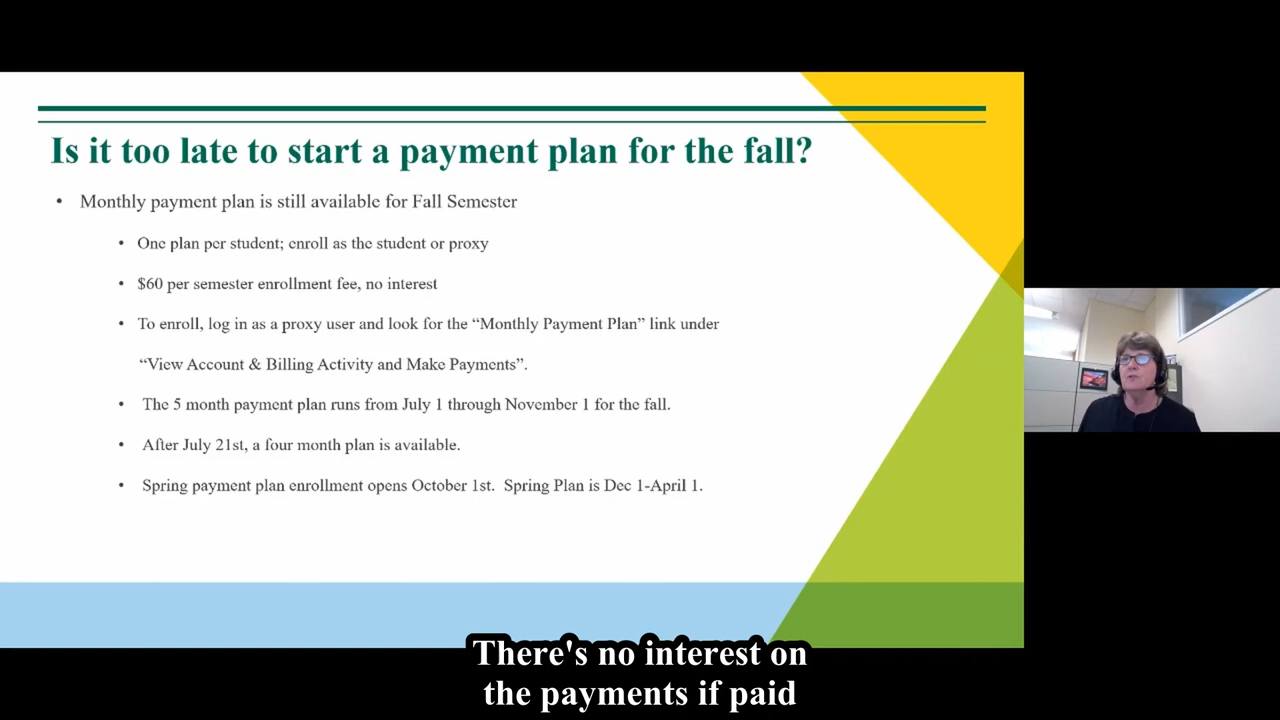 Is it too late to start a payment plan for the fall?
• Monthly payment plan is still available for Fall Semester
• One plan per student; enroll as the student or proxy
• $60 per semester enrollment fee, no interest
• To enroll, log in as a proxy user and look for the “Monthly Payment Plan” link under
“View Account & Billing Activity and Make Payments”.
• The 5 month payment plan runs from July 1 through November 1 for the fall.
• After July 21st, a four month plan is available.
• Spring payment plan enrollment opens October 1st. Spring Plan is Dec 1-April 1.
There's no interest on
the payments if paid